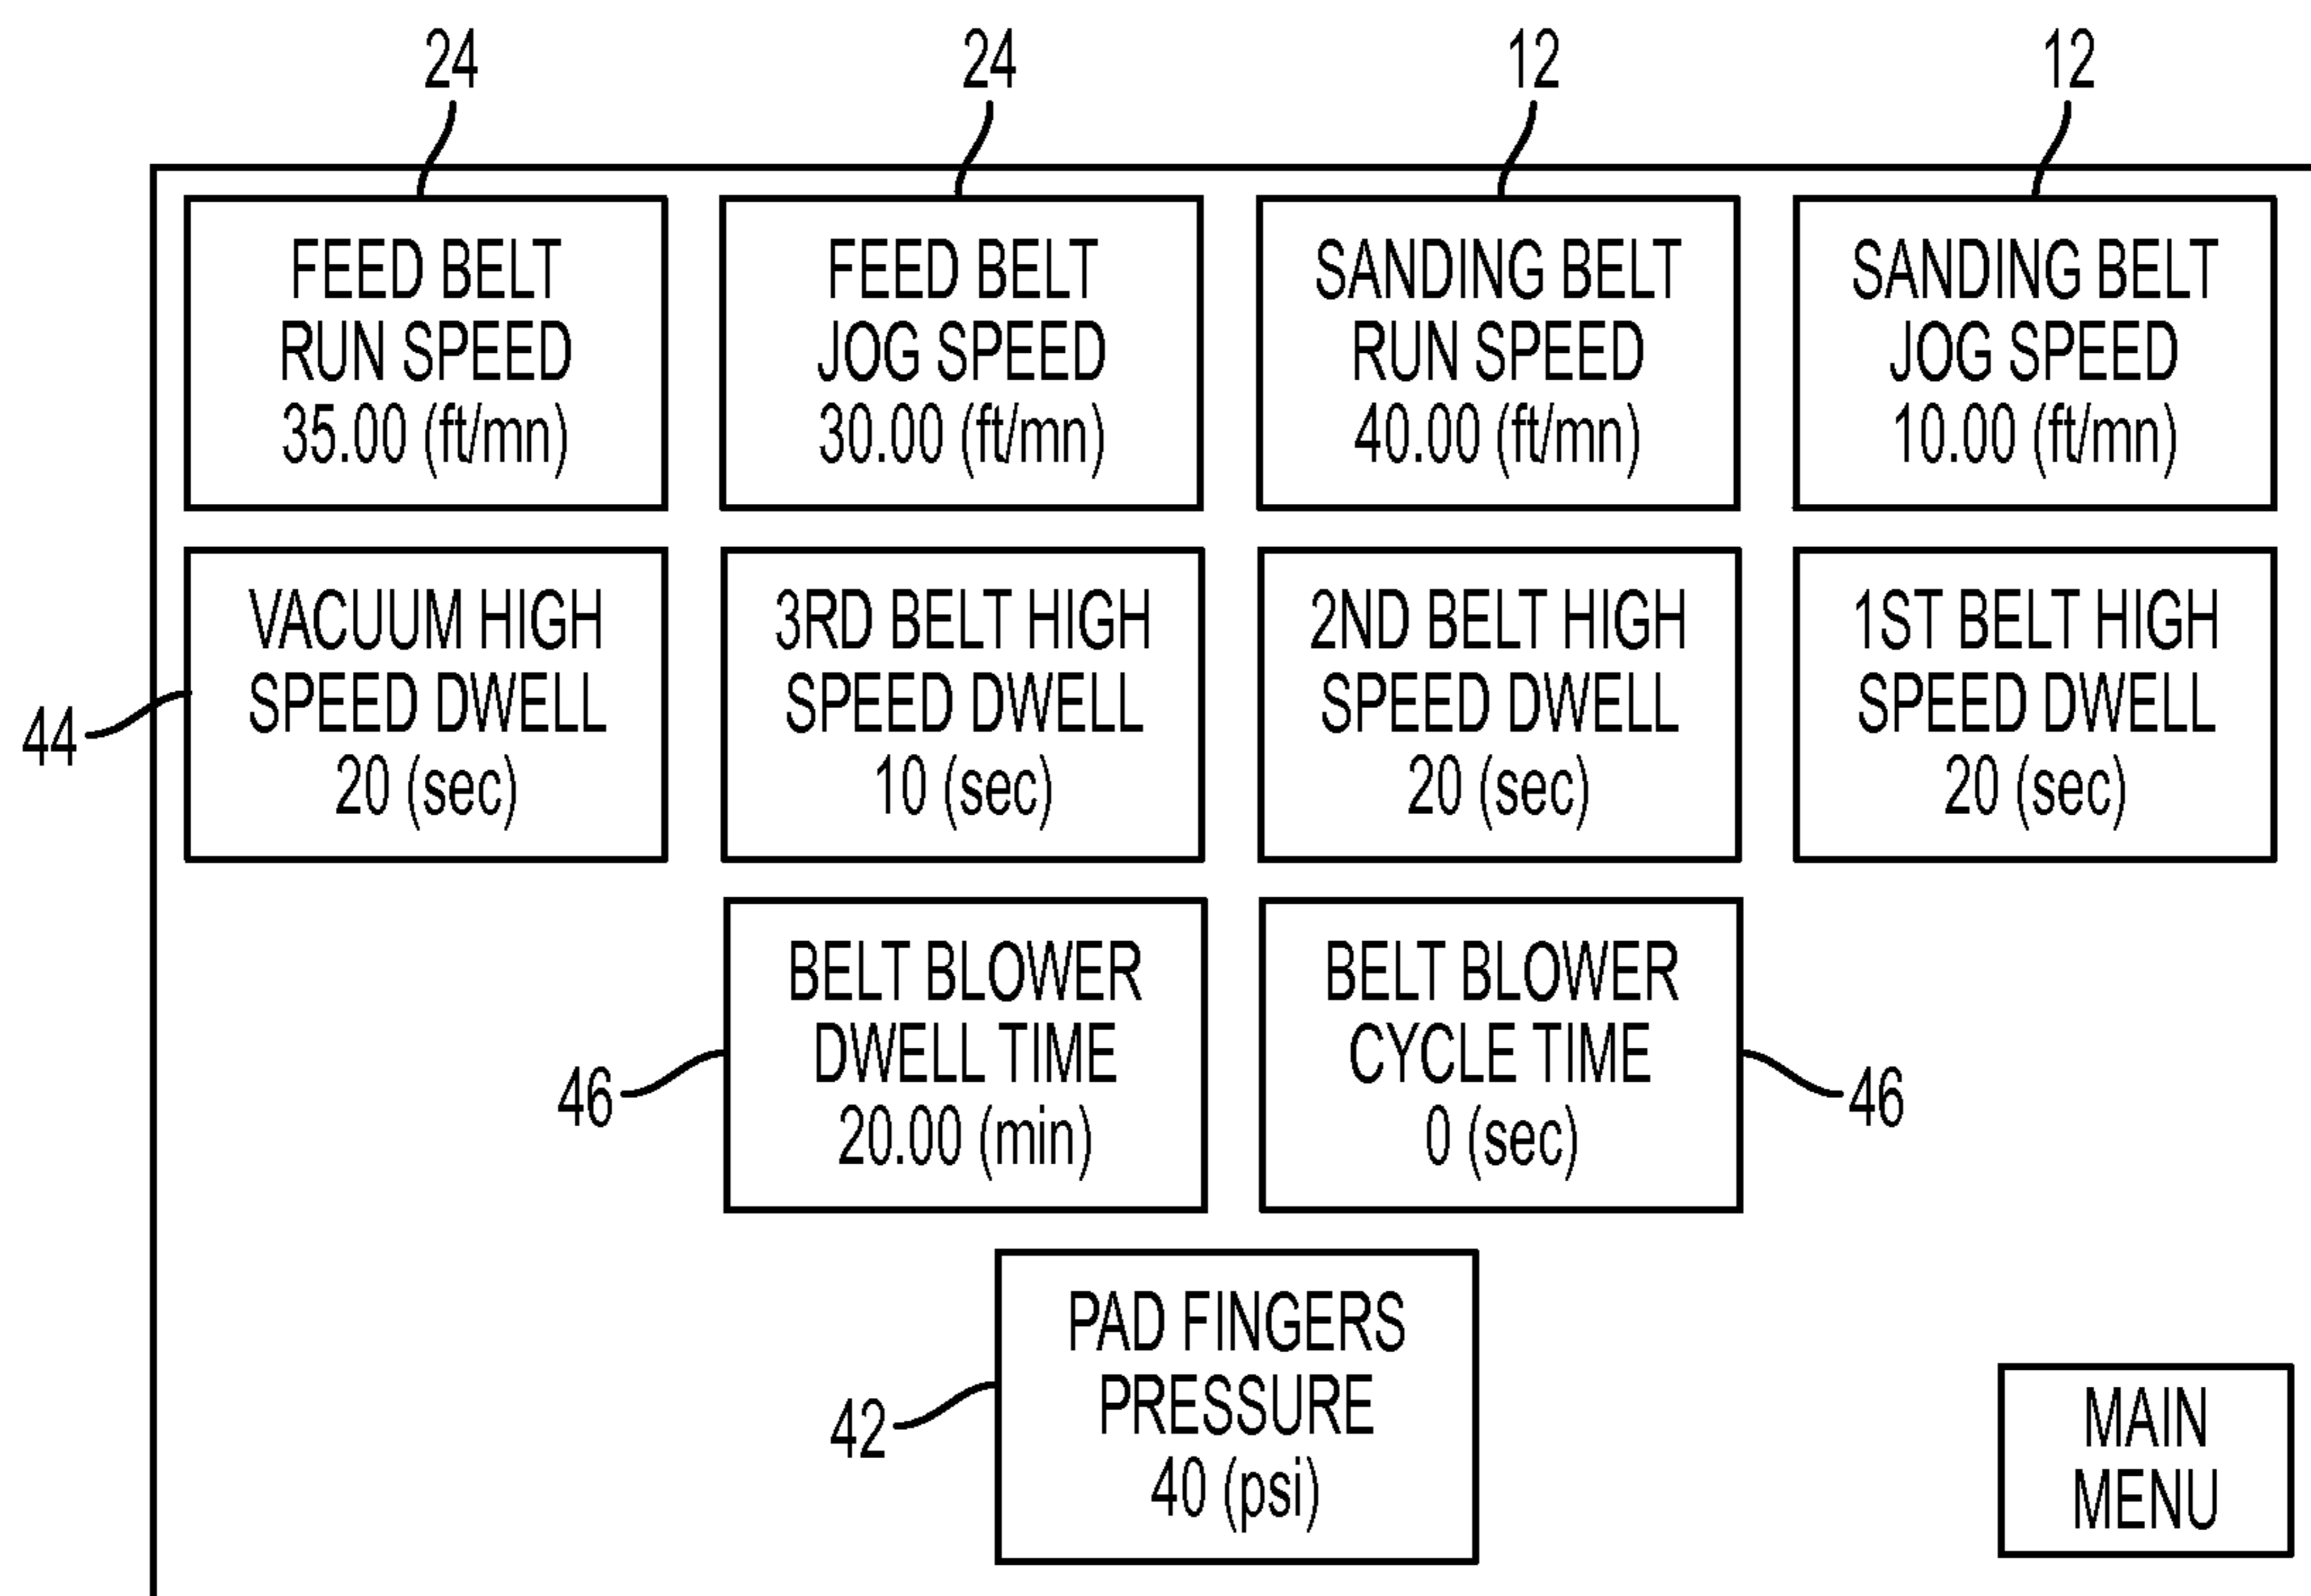 24
24
12
12
FEED BELT
RUN SPEED
35.00 (ft/mn)
FEED BELT
JOG SPEED
30.00 (ft/mn)
SANDING BELT
RUN SPEED
40.00 (ft/mn)
SANDING BELT
JOG SPEED
10.00 (ft/mn)
44
VACUUM HIGH
SPEED DWELL
20 (sec)
3RD BELT HIGH
SPEED DWELL
10 (sec)
2ND BELT HIGH
SPEED DWELL
20 (sec)
1ST BELT HIGH
SPEED DWELL
20 (sec)
46
BELT BLOWER
DWELL TIME
20.00 (min)
BELT BLOWER
CYCLE TIME
0 (sec)
46
42
PAD FINGERS
PRESSURE
40 (psi)
MAIN
MENU